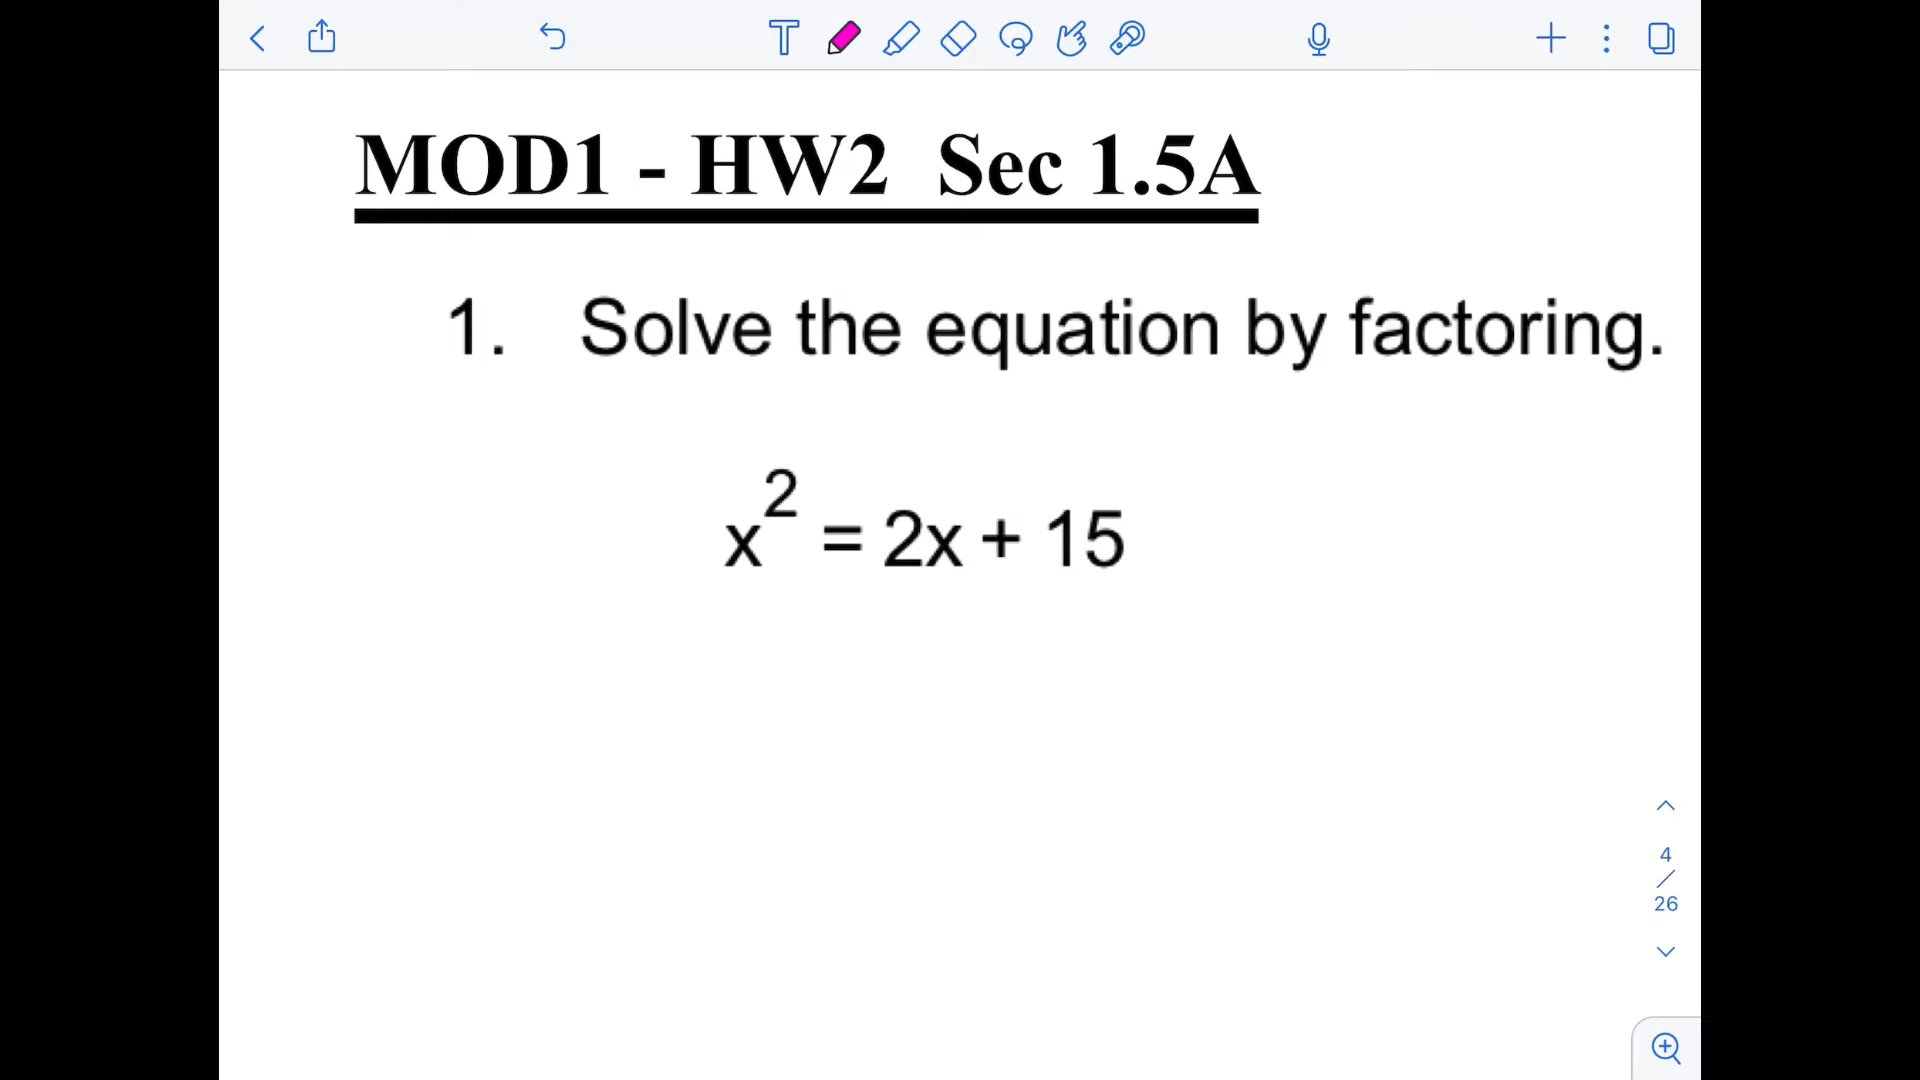 MOD1 - HW2 Sec 1.5A
1. Solve the equation by factoring.
x² = 2x + 15
4
/
26